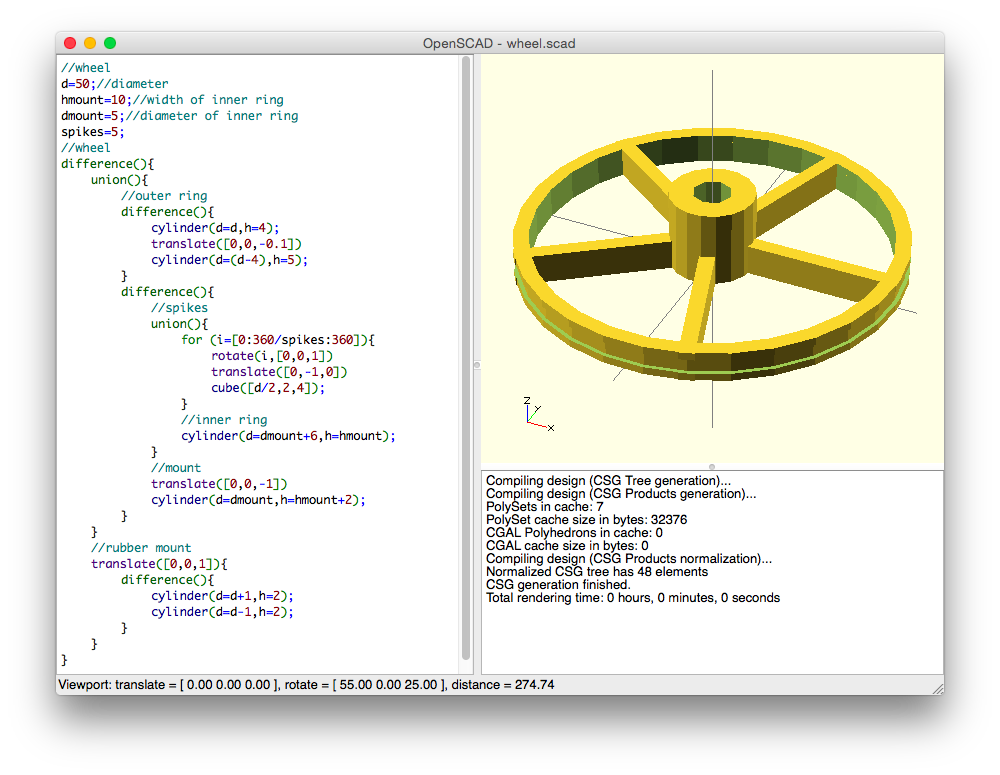 OpenSCAD - wheel.scad
//wheel
d=50;//diameter
hmount=10;//width of inner ring
dmount=5;//diameter of inner ring
spikes=5;
//wheel
difference(){
    union(){
        //outer ring
        difference(){
            cylinder(d=d,h=4);
            translate([0,0,-0.1])
            cylinder(d=(d-4),h=5);
        }
        difference(){
            //spikes
            union(){
                for (i=[0:360/spikes:360]){
                    rotate(i,[0,0,1])
                    translate([0,-1,0])
                    cube([d/2,2,4]);
                }
                //inner ring
                cylinder(d=dmount+6,h=hmount);
            }
            //mount
            translate([0,0,-1])
            cylinder(d=dmount,h=hmount+2);
        }
    }
    //rubber mount
    translate([0,0,1]){
        difference(){
            cylinder(d=d+1,h=2);
            cylinder(d=d-1,h=2);
        }
    }
}
Z
Y
X
Compiling design (CSG Tree generation)...
Compiling design (CSG Products generation)...
PolySets in cache: 7
PolySet cache size in bytes: 32376
CGAL Polyhedrons in cache: 0
CGAL cache size in bytes: 0
Compiling design (CSG Products normalization)...
Normalized CSG tree has 48 elements
CSG generation finished.
Total rendering time: 0 hours, 0 minutes, 0 seconds
Viewport: translate = [ 0.00 0.00 0.00 ], rotate = [ 55.00 0.00 25.00 ], distance = 274.74